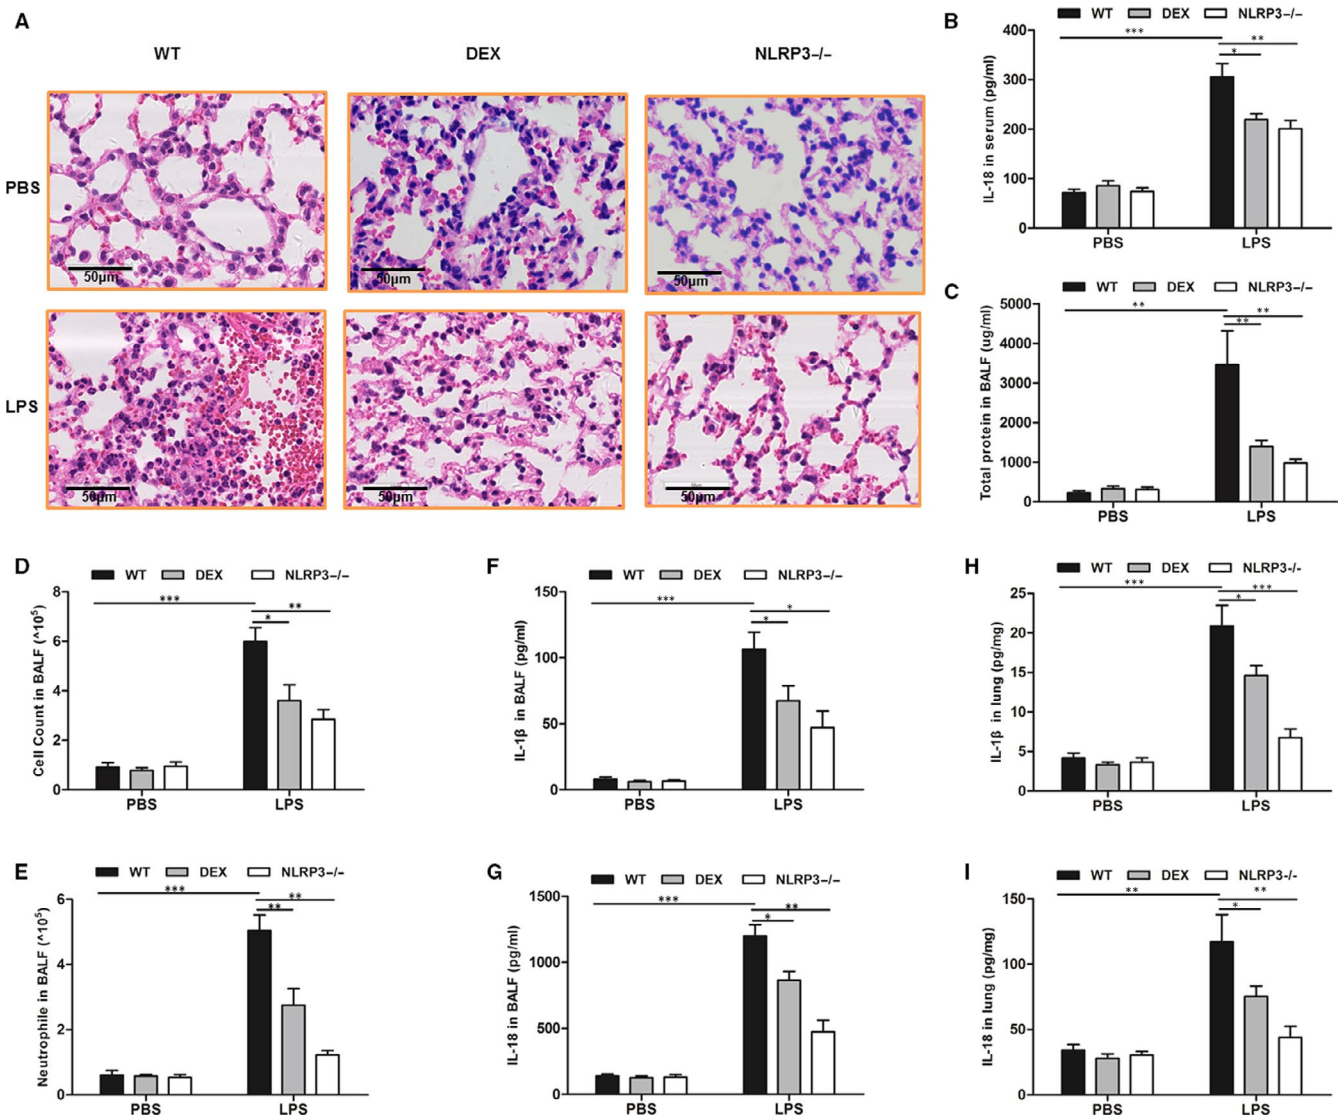 A
WT
DEX
NLRP3−/−
PBS
50µm
50µm
50µm
LPS
50µm
50µm
50µm
B
WT DEX NLRP3−/−
IL-18 in serum (pg/ml)
400
300
200
100
0
***
**
*
PBS LPS
C
WT DEX NLRP3−/−
Total protein in BALF (ug/ml)
5000
4000
3000
2000
1000
0
**
**
**
PBS LPS
D
WT DEX NLRP3−/−
Cell Count in BALF (^10⁵)
8
6
4
2
0
***
**
*
PBS LPS
F
WT DEX NLRP3−/−
IL-1β in BALF (pg/ml)
150
100
50
0
***
*
*
PBS LPS
H
WT DEX NLRP3-/-
IL-1β in lung (pg/mg)
25
20
15
10
5
0
***
***
*
PBS LPS
E
WT DEX NLRP3−/−
Neutrophile in BALF (^10⁵)
6
4
2
0
***
**
**
PBS LPS
G
WT DEX NLRP3−/−
IL-18 in BALF (pg/ml)
1500
1000
500
0
***
**
*
PBS LPS
I
WT DEX NLRP3-/-
IL-18 in lung (pg/mg)
150
100
50
0
**
**
*
PBS LPS